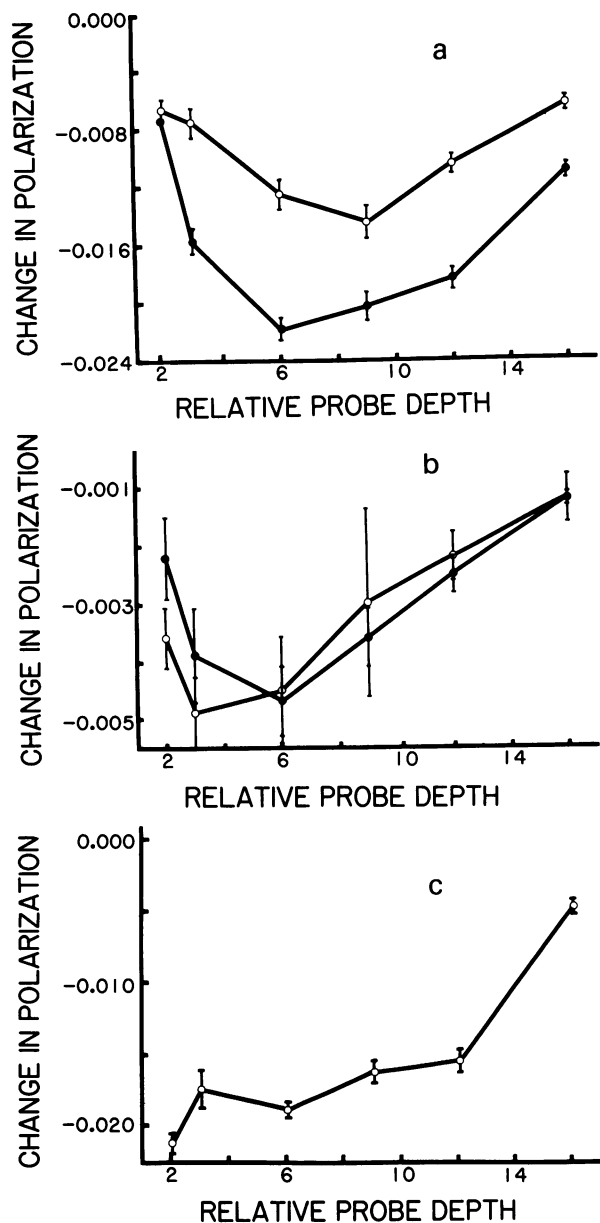 a
CHANGE IN POLARIZATION
0.000
-0.008
-0.016
-0.024
2 6 10 14
RELATIVE PROBE DEPTH
b
CHANGE IN POLARIZATION
-0.001
-0.003
-0.005
2 6 10 14
RELATIVE PROBE DEPTH
c
CHANGE IN POLARIZATION
0.000
-0.010
-0.020
2 6 10 14
RELATIVE PROBE DEPTH